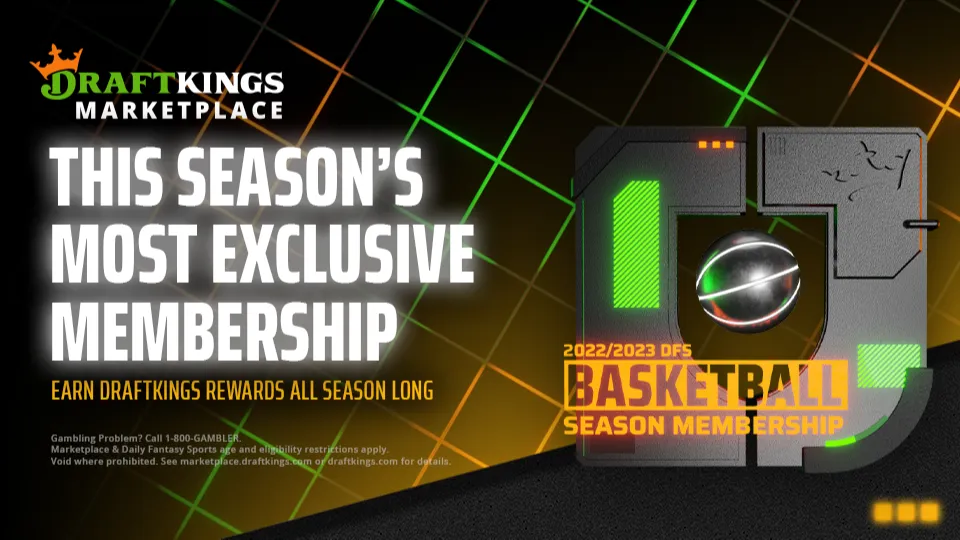 DRAFTKINGS
MARKETPLACE
THIS SEASON'S
MOST EXCLUSIVE
MEMBERSHIP
EARN DRAFTKINGS REWARDS ALL SEASON LONG
Gambling Problem? Call 1-800-GAMBLER.
Marketplace & Daily Fantasy Sports age and eligibility restrictions apply.
Void where prohibited. See marketplace.draftkings.com or draftkings.com for details.
2022/2023 DFS
BASKETBALL
SEASON MEMBERSHIP